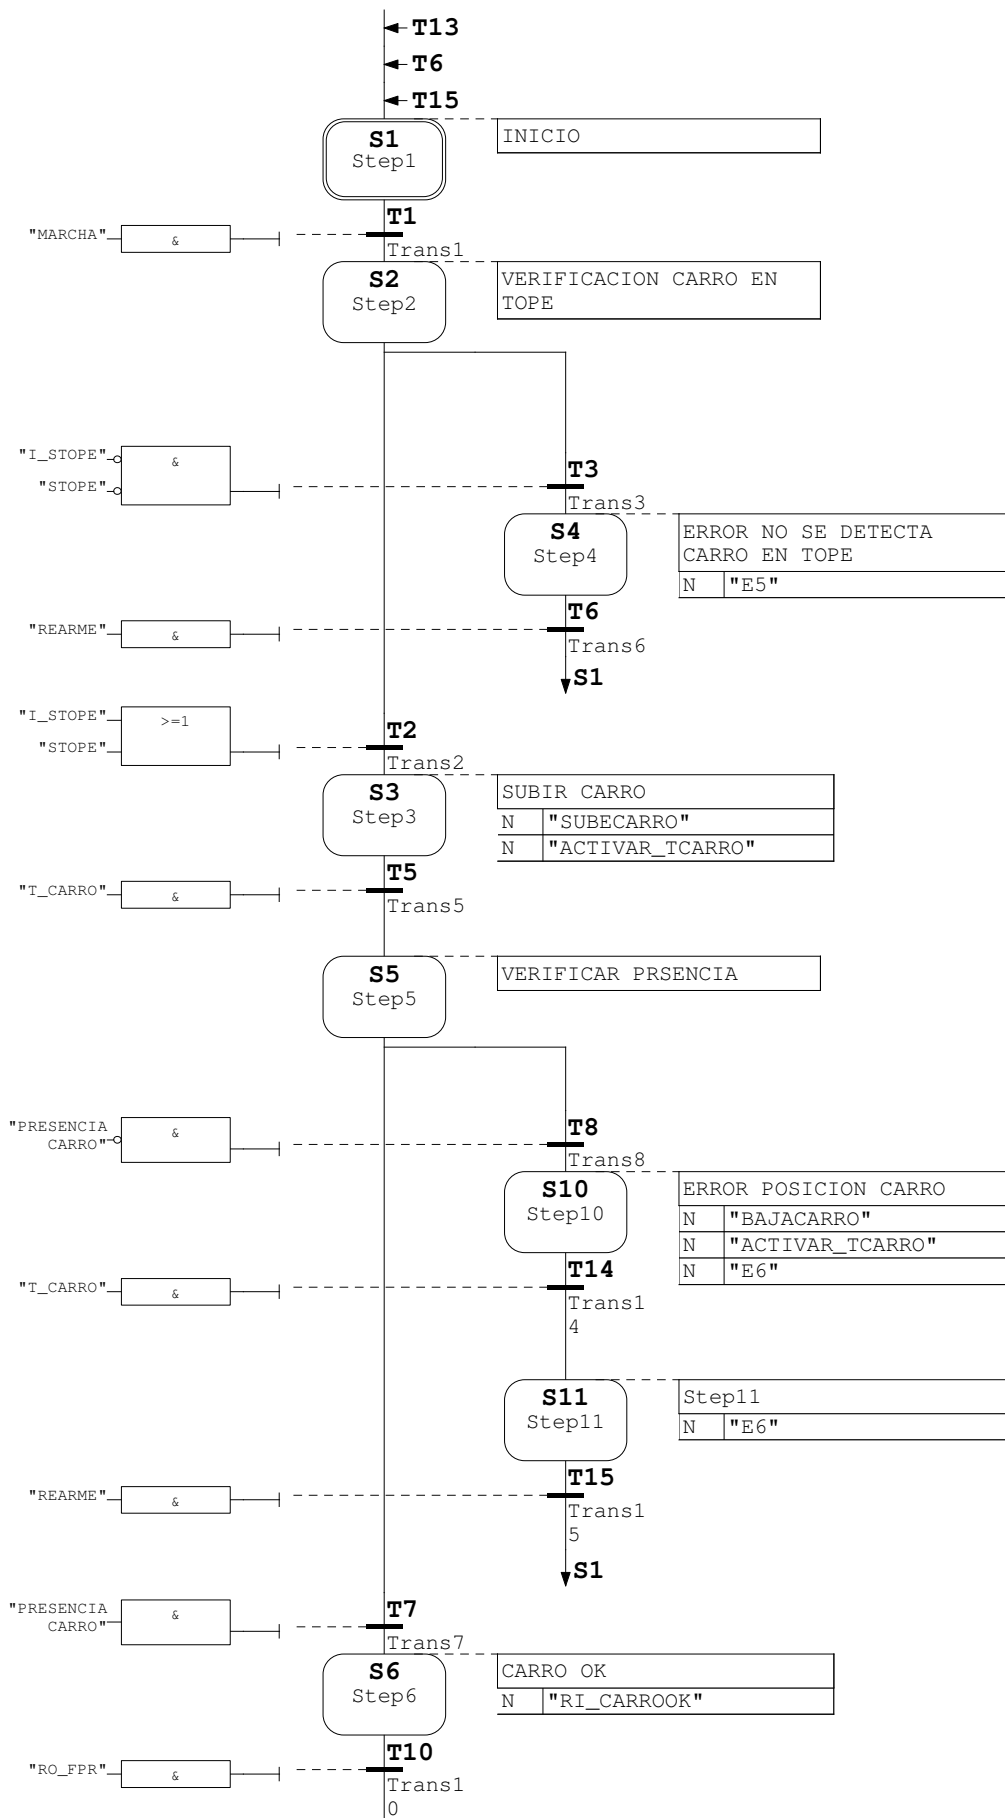 T13
T6
T15
S1
Step1
INICIO
"MARCHA"
&
T1
Trans1
S2
Step2
VERIFICACION CARRO EN
TOPE
"I_STOPE"
&
"STOPE"
T3
Trans3
S4
Step4
ERROR NO SE DETECTA
CARRO EN TOPE
N "E5"
"REARME"
&
T6
Trans6
S1
"I_STOPE"
>=1
"STOPE"
T2
Trans2
S3
Step3
SUBIR CARRO
N "SUBECARRO"
N "ACTIVAR_TCARRO"
"T_CARRO"
&
T5
Trans5
S5
Step5
VERIFICAR PRSENCIA
"PRESENCIA
CARRO"
&
T8
Trans8
S10
Step10
ERROR POSICION CARRO
N "BAJACARRO"
N "ACTIVAR_TCARRO"
N "E6"
"T_CARRO"
&
T14
Trans1
4
S11
Step11
Step11
N "E6"
"REARME"
&
T15
Trans1
5
S1
"PRESENCIA
CARRO"
&
T7
Trans7
S6
Step6
CARRO OK
N "RI_CARROOK"
"RO_FPR"
&
T10
Trans1
0